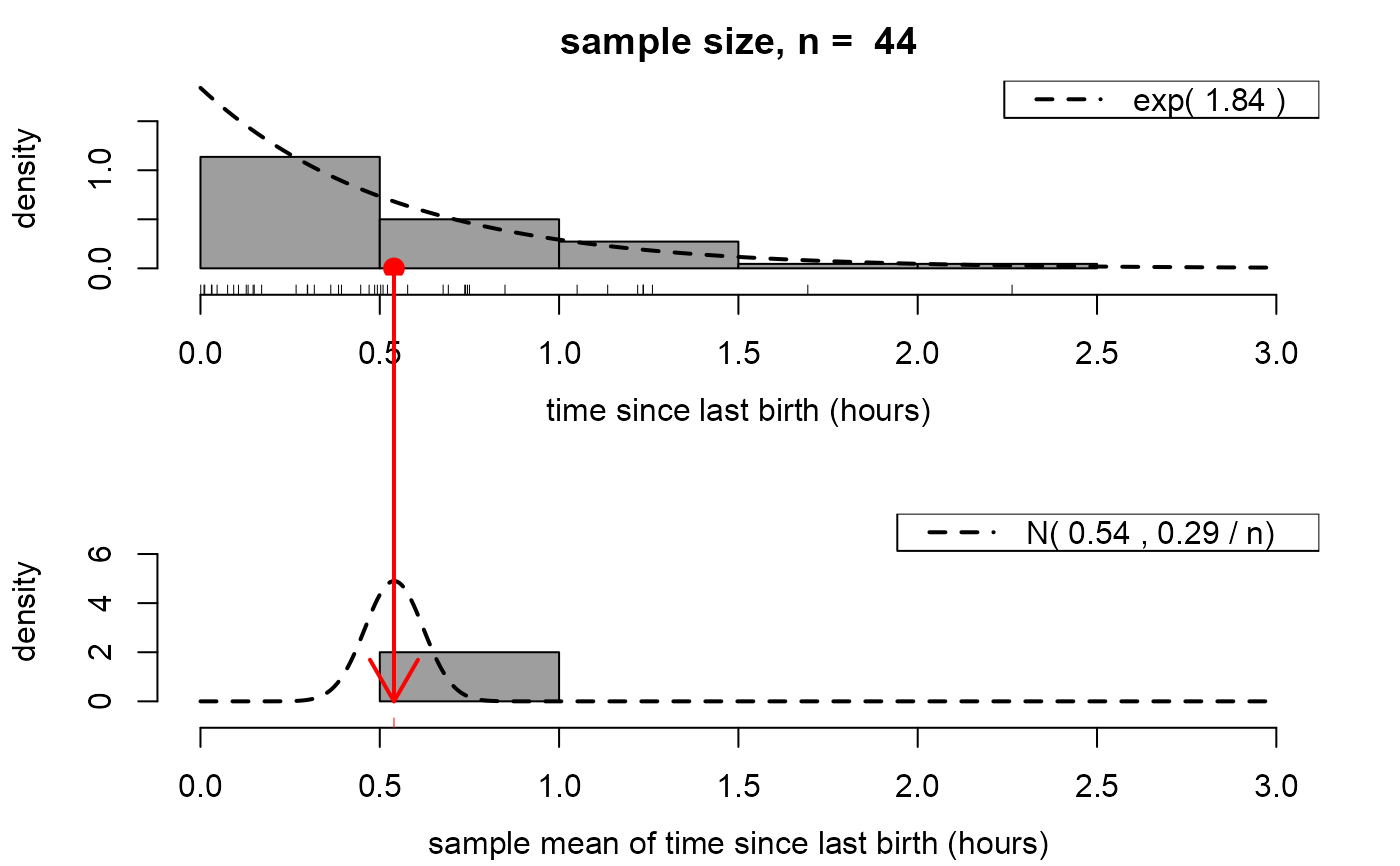 sample size, n = 44
exp( 1.84 )
density
1.0
0.0
0.0 0.5 1.0 1.5 2.0 2.5 3.0
time since last birth (hours)
N( 0.54 , 0.29 / n)
density
6
4
2
0
0.0 0.5 1.0 1.5 2.0 2.5 3.0
sample mean of time since last birth (hours)